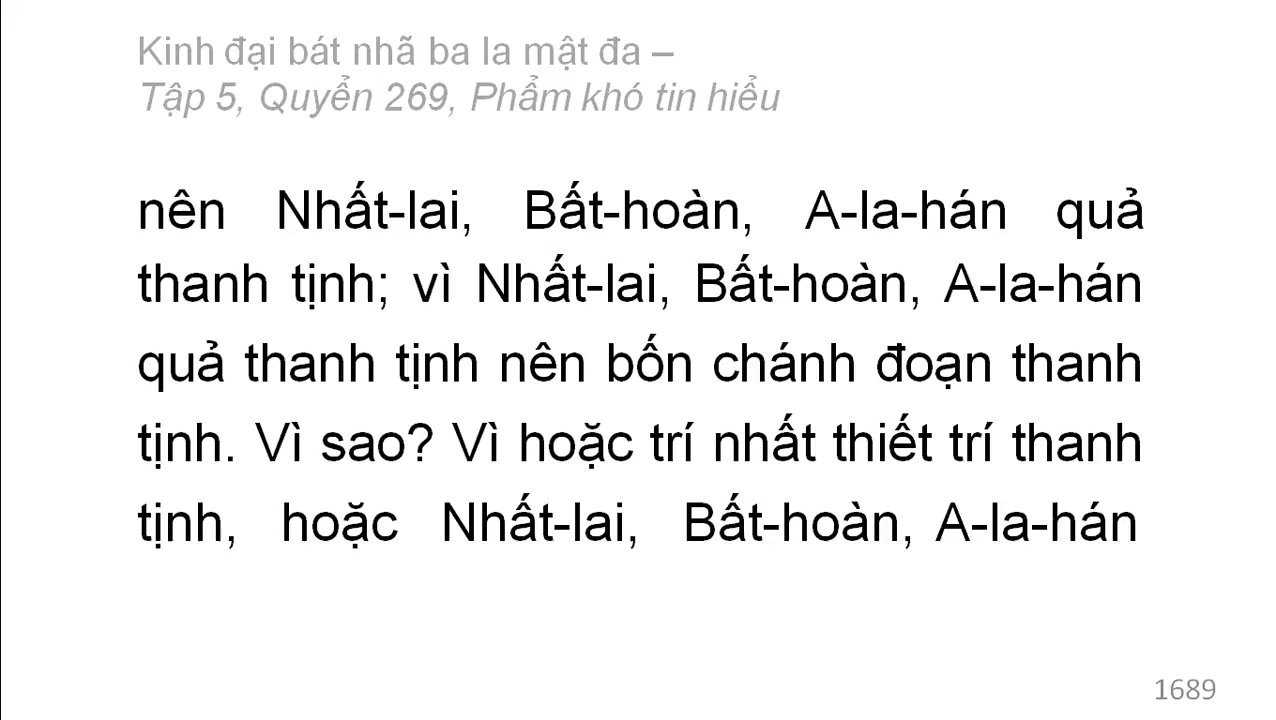 Kinh đại bát nhã ba la mật đa –
Tập 5, Quyển 269, Phẩm khó tin hiểu
nên Nhất-lai, Bất-hoàn, A-la-hán quả
thanh tịnh; vì Nhất-lai, Bất-hoàn, A-la-hán
quả thanh tịnh nên bốn chánh đoạn thanh
tịnh. Vì sao? Vì hoặc trí nhất thiết trí thanh
tịnh, hoặc Nhất-lai, Bất-hoàn, A-la-hán
1689